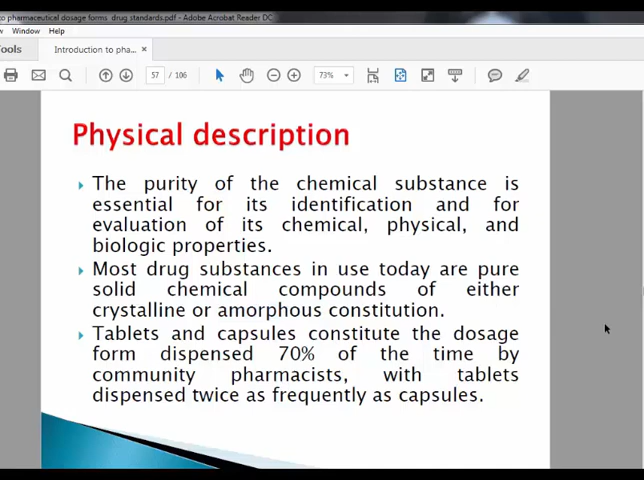 to pharmaceutical dosage forms drug standards.pdf - Adobe Acrobat Reader DC
Window Help
ools Introduction to pha... ×
57 / 106 73%
Physical description
The purity of the chemical substance is
essential for its identification and for
evaluation of its chemical, physical, and
biologic properties.
Most drug substances in use today are pure
solid chemical compounds of either
crystalline or amorphous constitution.
Tablets and capsules constitute the dosage
form dispensed 70% of the time by
community pharmacists, with tablets
dispensed twice as frequently as capsules.